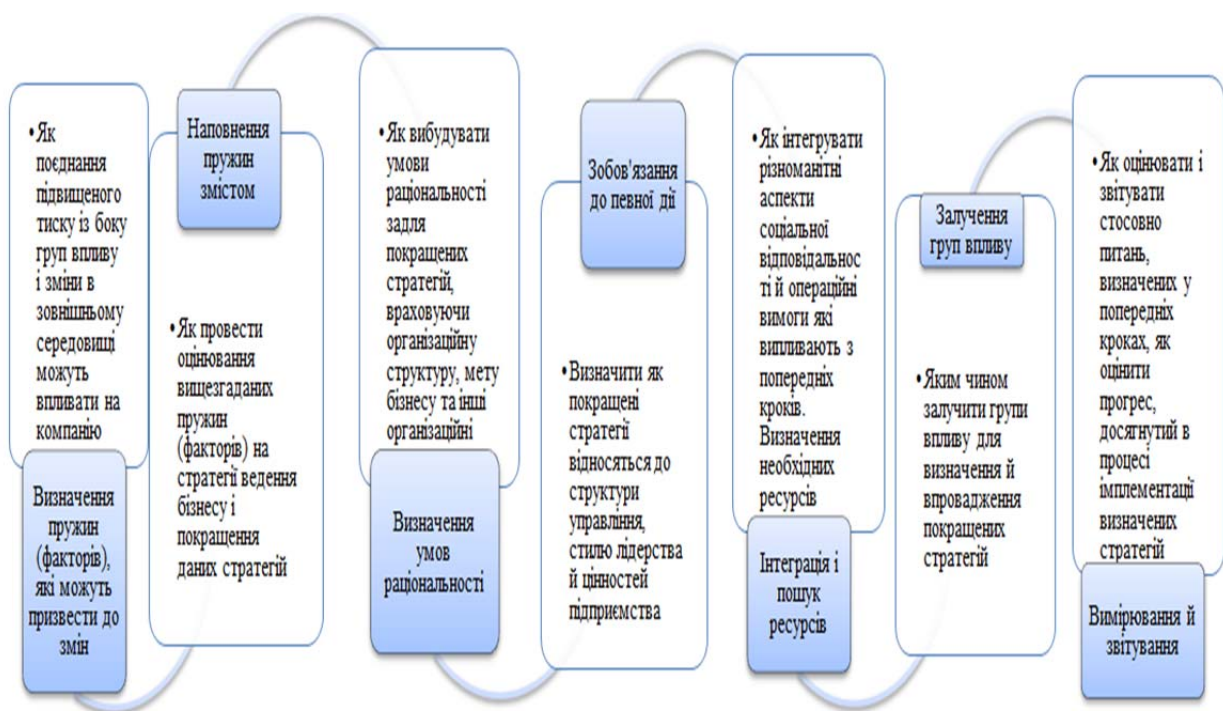 • Як
поєднання
підвищеного
тиску із боку
груп впливу
і зміни в
зовнішньому
середовищі
можуть
впливати на
компанію
Визначення
пружин
(факторів),
які можуть
призвести до
змін
Наповнення
пружин
змістом
• Як провести
оцінювання
вищезгаданих
пружин
(факторів) на
стратегії ведення
бізнесу і
покращення
даних стратегій
• Як вибудувати
умови
раціональності
задля
покращених
стратегій,
враховуючи
організаційну
структуру, мету
бізнесу та інші
організаційні
Визначення
умов
раціональності
Зобов'язання
до певної дії
• Визначити як
покращені
стратегії
відносяться до
структури
управління,
стилю лідерства
й цінностей
підприємства
• Як інтегрувати
різноманітні
аспекти
соціальної
відповідальнос
ті й операційні
вимоги які
випливають з
попередніх
кроків.
Визначення
необхідних
ресурсів
Інтеграція і
пошук
ресурсів
Залучення
груп впливу
• Яким чином
залучити групи
впливу для
визначення й
впровадження
покращених
стратегій
• Як оцінювати і
звітувати
стосовно
питань,
визначених у
попередніх
кроках, як
оцінити
прогрес,
досягнутий в
процесі
імплементації
визначених
стратегій
Вимірювання й
звітування